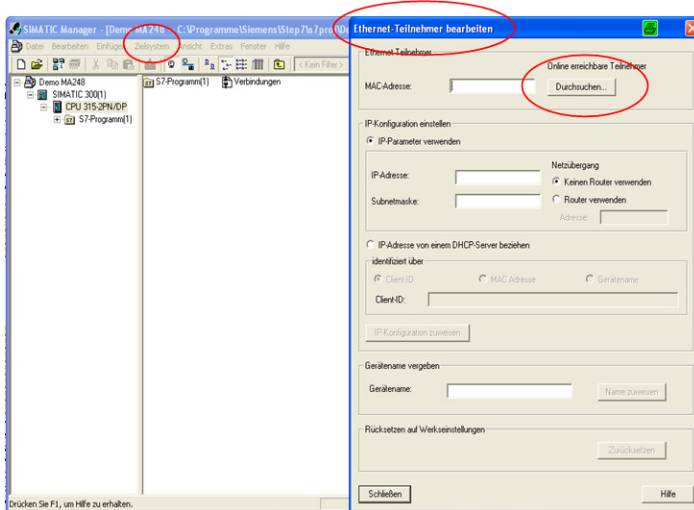 SIMATIC Manager - [Demo MA248 - C:\Programme\Siemens\Step7\s7proj\De
Datei Bearbeiten Einfügen Zielsystem Ansicht Extras Fenster Hilfe
< Kein Filter >
Demo MA248
SIMATIC 300(1)
CPU 315-2PN/DP
S7-Programm(1)
S7-Programm(1) Verbindungen
Drücken Sie F1, um Hilfe zu erhalten.
Ethernet-Teilnehmer bearbeiten
Ethernet Teilnehmer
Online erreichbare Teilnehmer
MAC-Adresse:
Durchsuchen...
IP-Konfiguration einstellen
IP-Parameter verwenden
Netzübergang
IP-Adresse:
Keinen Router verwenden
Subnetmaske:
Router verwenden
Adresse:
IP-Adresse von einem DHCP-Server beziehen
identifiziert über
Client-ID MAC Adresse Gerätename
Client-ID:
IP-Konfiguration zuweisen
Gerätename vergeben
Gerätename:
Name zuweisen
Rücksetzen auf Werkseinstellungen
Zurücksetzen
Schließen
Hilfe